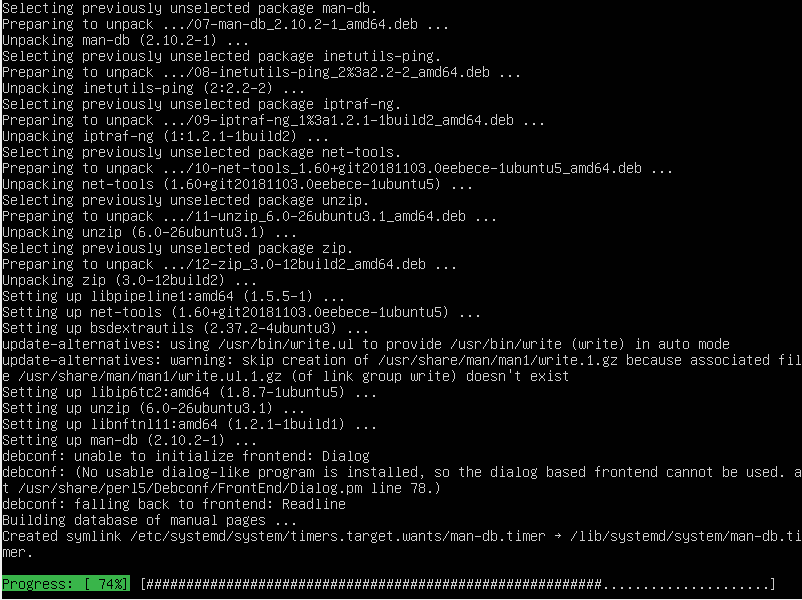 Selecting previously unselected package man-db.
Preparing to unpack .../07-man-db_2.10.2-1_amd64.deb ...
Unpacking man-db (2.10.2-1) ...
Selecting previously unselected package inetutils-ping.
Preparing to unpack .../08-inetutils-ping_2%3a2.2-2_amd64.deb ...
Unpacking inetutils-ping (2:2.2-2) ...
Selecting previously unselected package iptraf-ng.
Preparing to unpack .../09-iptraf-ng_1%3a1.2.1-1build2_amd64.deb ...
Unpacking iptraf-ng (1:1.2.1-1build2) ...
Selecting previously unselected package net-tools.
Preparing to unpack .../10-net-tools_1.60+git20181103.0eebece-1ubuntu5_amd64.deb ...
Unpacking net-tools (1.60+git20181103.0eebece-1ubuntu5) ...
Selecting previously unselected package unzip.
Preparing to unpack .../11-unzip_6.0-26ubuntu3.1_amd64.deb ...
Unpacking unzip (6.0-26ubuntu3.1) ...
Selecting previously unselected package zip.
Preparing to unpack .../12-zip_3.0-12build2_amd64.deb ...
Unpacking zip (3.0-12build2) ...
Setting up libpipeline1:amd64 (1.5.5-1) ...
Setting up net-tools (1.60+git20181103.0eebece-1ubuntu5) ...
Setting up bsdextrautils (2.37.2-4ubuntu3) ...
update-alternatives: using /usr/bin/write.ul to provide /usr/bin/write (write) in auto mode
update-alternatives: warning: skip creation of /usr/share/man/man1/write.1.gz because associated fil
e /usr/share/man/man1/write.ul.1.gz (of link group write) doesn't exist
Setting up libip6tc2:amd64 (1.8.7-1ubuntu5) ...
Setting up unzip (6.0-26ubuntu3.1) ...
Setting up libnftnl11:amd64 (1.2.1-1build1) ...
Setting up man-db (2.10.2-1) ...
debconf: unable to initialize frontend: Dialog
debconf: (No usable dialog-like program is installed, so the dialog based frontend cannot be used. a
t /usr/share/perl5/Debconf/FrontEnd/Dialog.pm line 78.)
debconf: falling back to frontend: Readline
Building database of manual pages ...
Created symlink /etc/systemd/system/timers.target.wants/man-db.timer → /lib/systemd/system/man-db.ti
mer.
Progress: [ 74%] [#########################################################.....................]